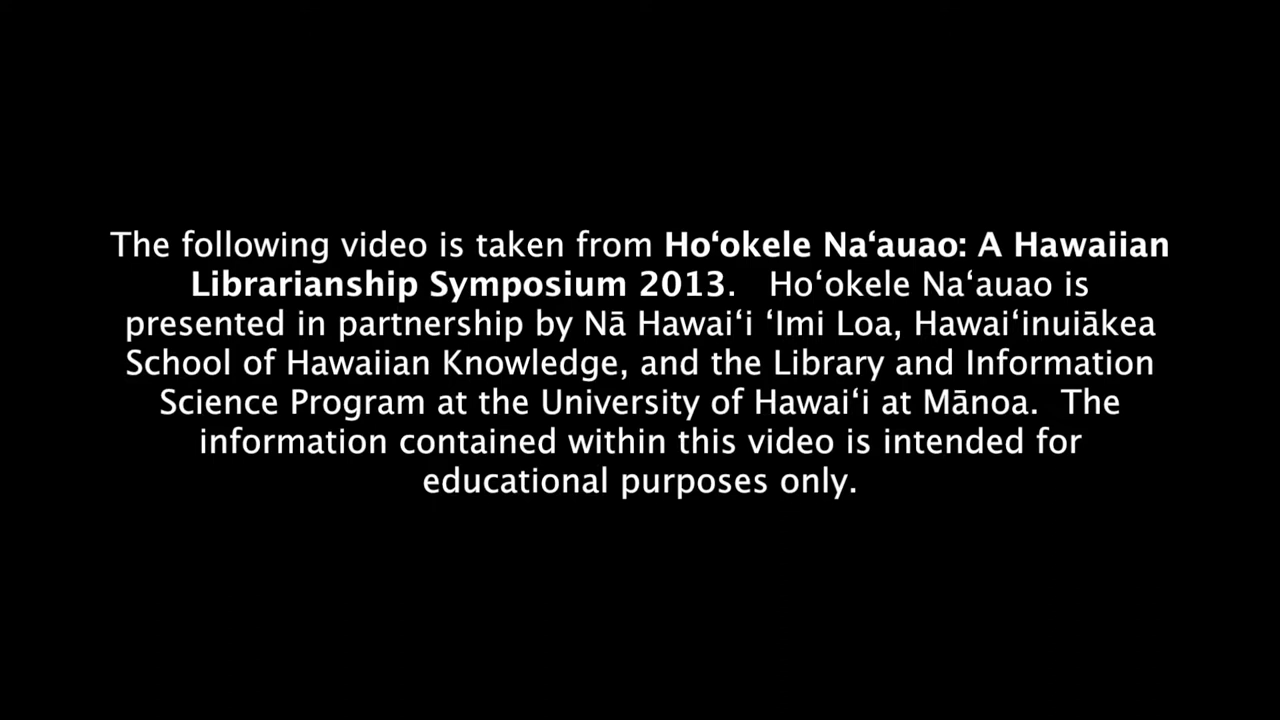 The following video is taken from Hoʻokele Naʻauao: A Hawaiian
Librarianship Symposium 2013.   Hoʻokele Naʻauao is
presented in partnership by Nā Hawaiʻi ʻImi Loa, Hawaiʻinuiākea
School of Hawaiian Knowledge, and the Library and Information
Science Program at the University of Hawaiʻi at Mānoa.  The
information contained within this video is intended for
educational purposes only.